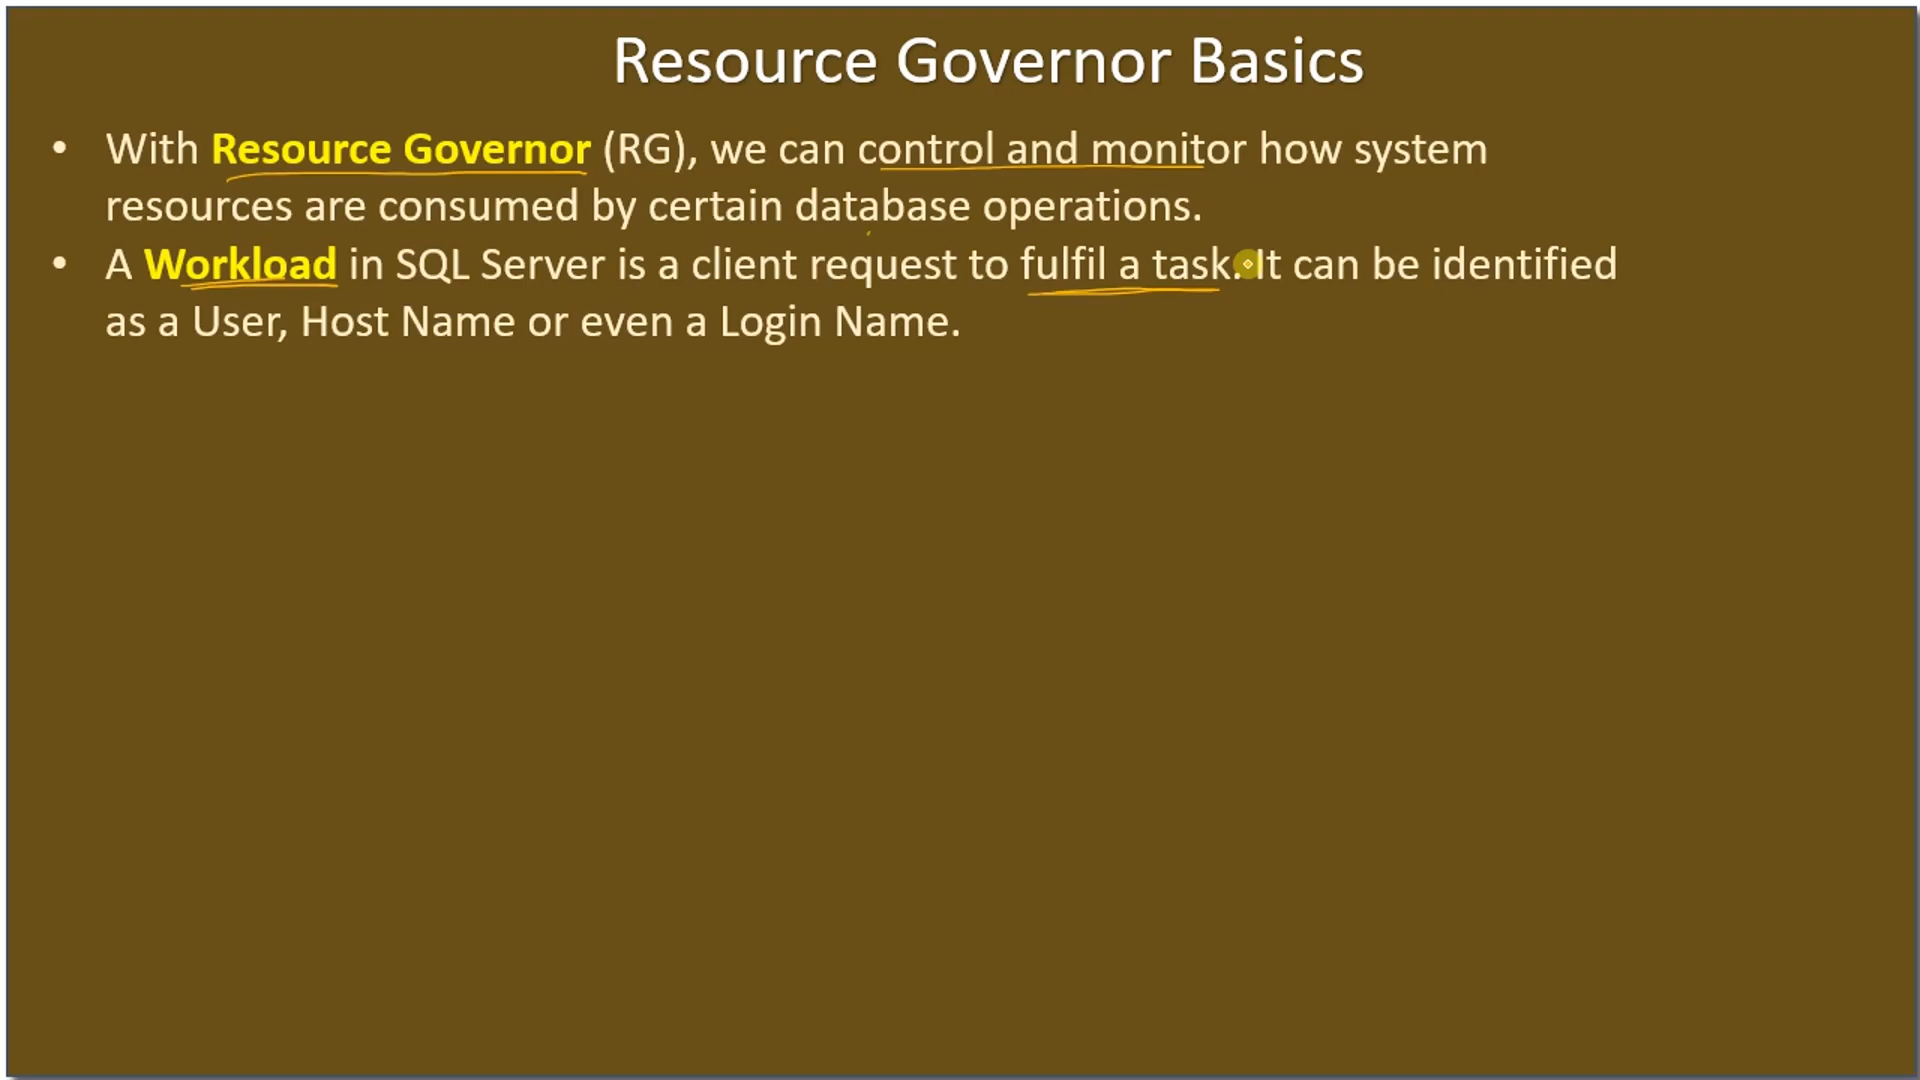 Resource Governor Basics
• With Resource Governor (RG), we can control and monitor how system
resources are consumed by certain database operations.
• A Workload in SQL Server is a client request to fulfil a task. It can be identified
as a User, Host Name or even a Login Name.